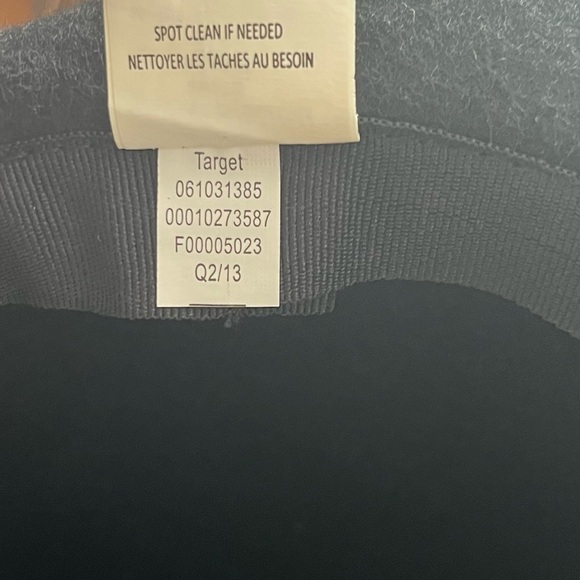 SPOT CLEAN IF NEEDED
NETTOYER LES TACHES AU BESOIN
Target
061031385
00010273587
F00005023
Q2/13